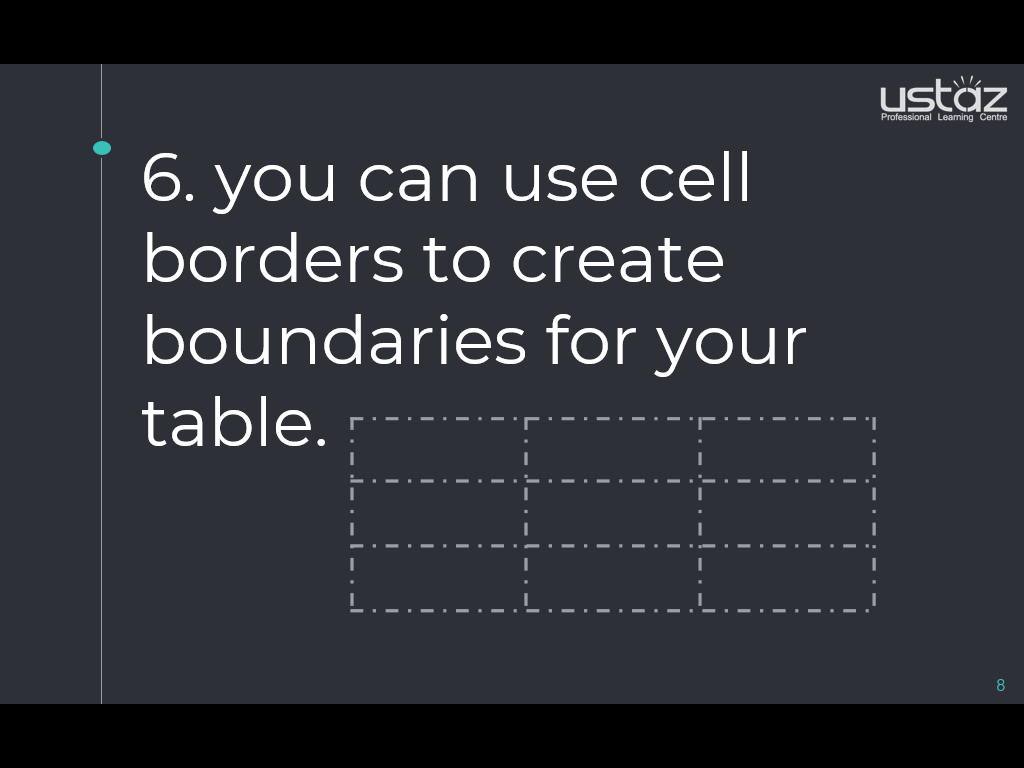 ustaz
Professional Learning Centre
6. you can use cell
borders to create
boundaries for your
table.
8